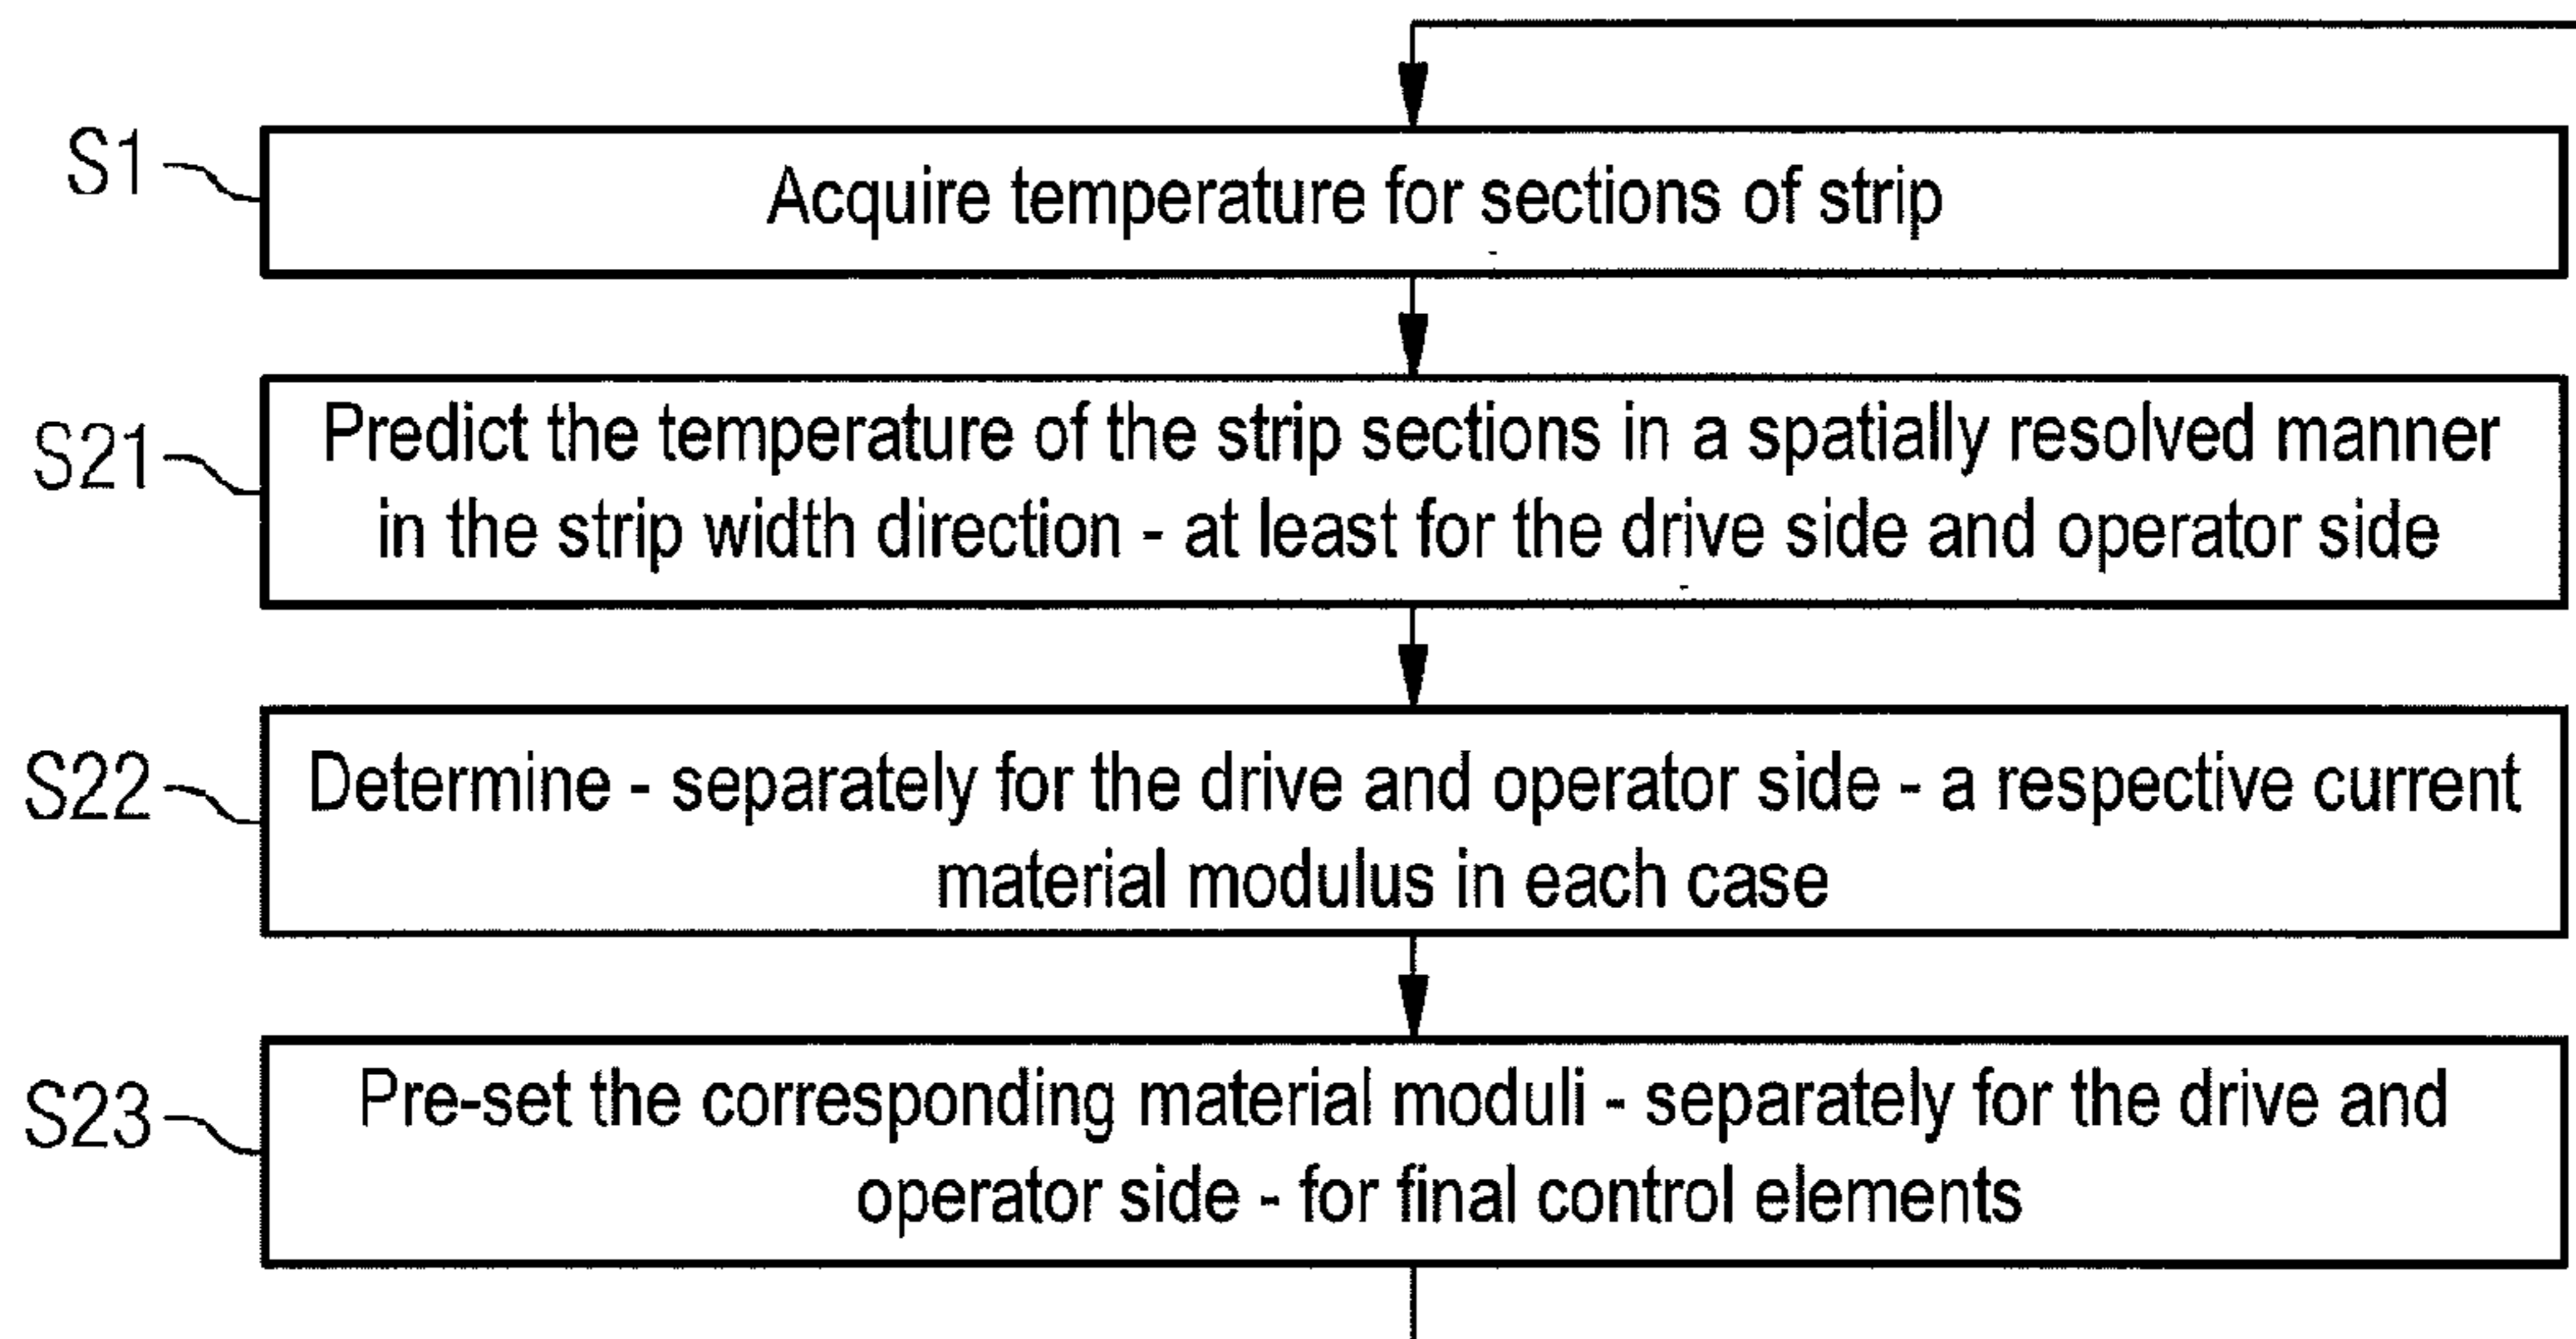 S1
Acquire temperature for sections of strip
S21
Predict the temperature of the strip sections in a spatially resolved manner
in the strip width direction - at least for the drive side and operator side
S22
Determine - separately for the drive and operator side - a respective current
material modulus in each case
S23
Pre-set the corresponding material moduli - separately for the drive and
operator side - for final control elements